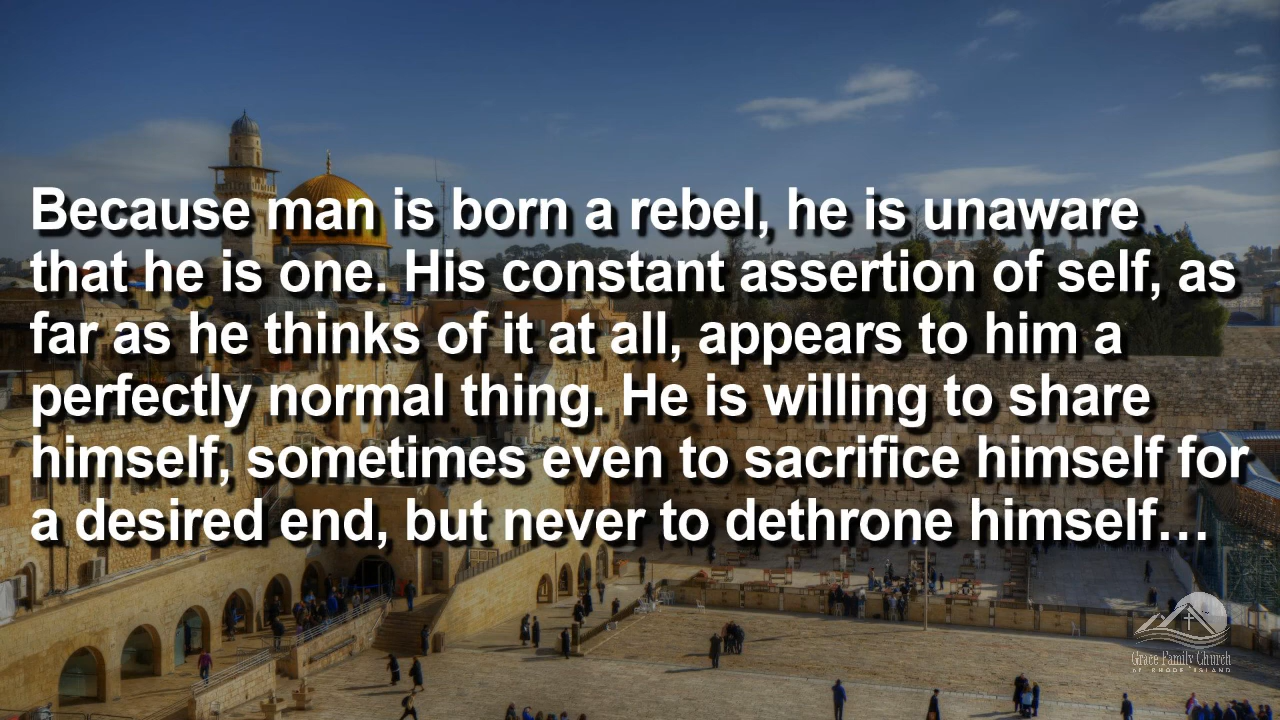 Because man is born a rebel, he is unaware
that he is one. His constant assertion of self, as
far as he thinks of it at all, appears to him a
perfectly normal thing. He is willing to share
himself, sometimes even to sacrifice himself for
a desired end, but never to dethrone himself…
Grace Family Church
OF RHODE ISLAND